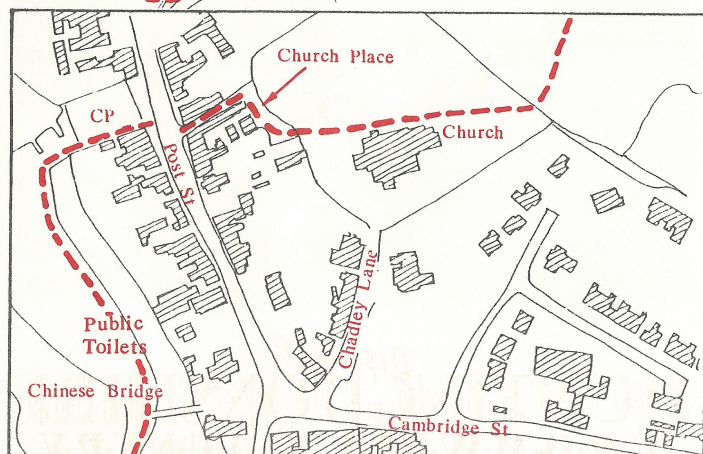 Church Place
CP
Church
Post St
Chadley Lane
Public
Toilets
Chinese Bridge
Cambridge St